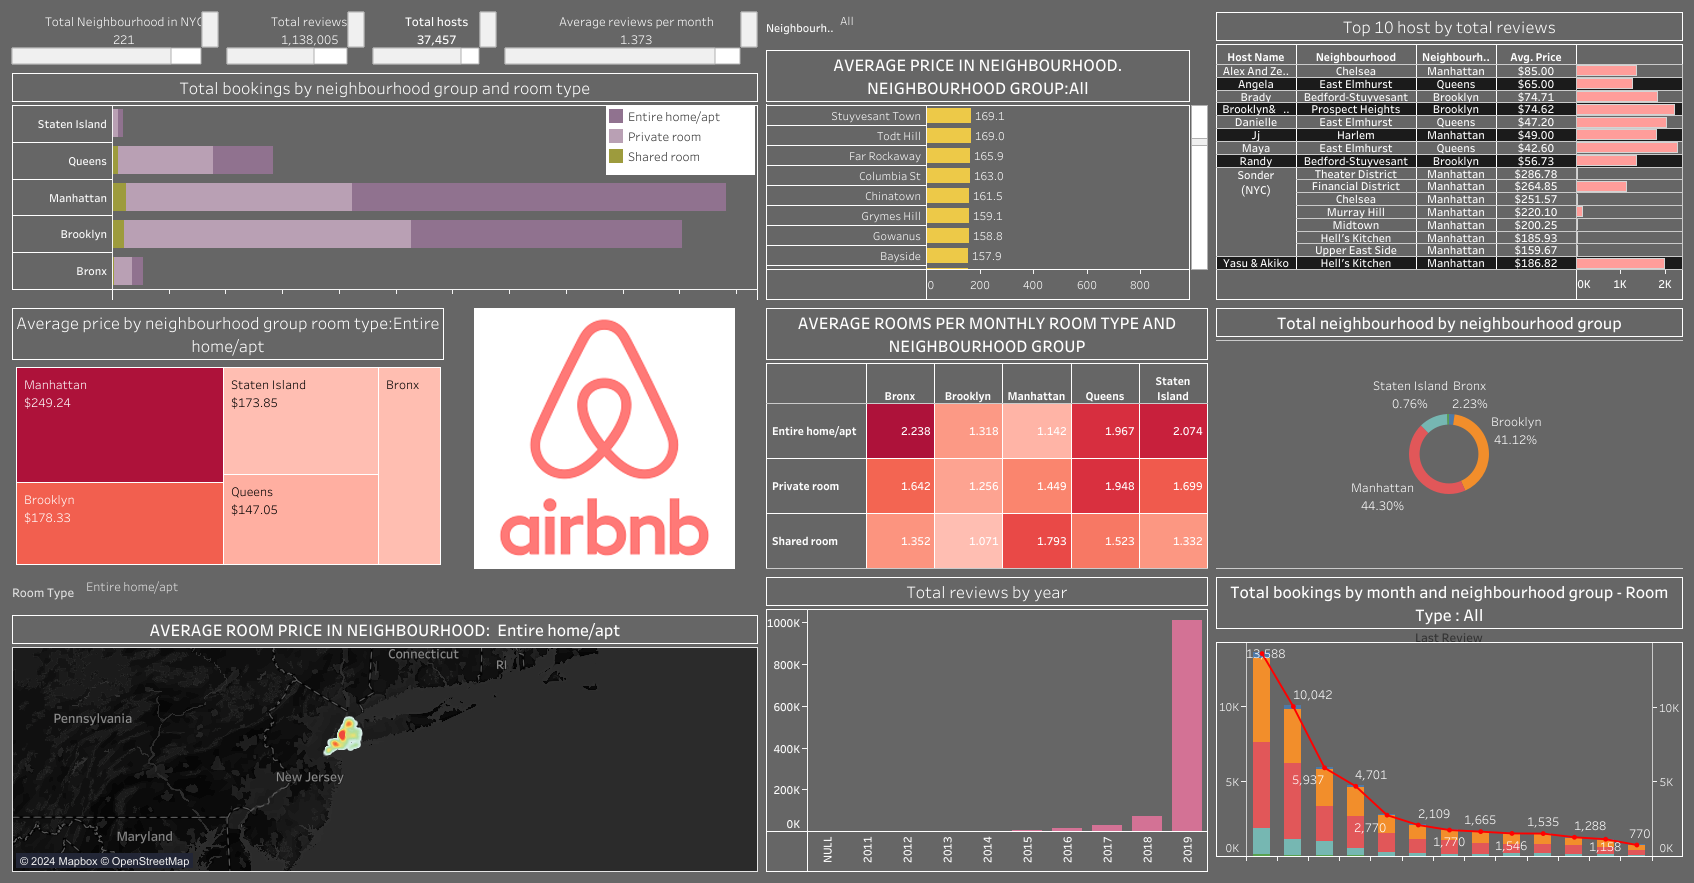 Total Neighbourhood in NYC
221
Total reviews
1,138,005
Total hosts
37,457
Average reviews per month
1.373
Total bookings by neighbourhood group and room type
Staten Island
Queens
Manhattan
Brooklyn
Bronx
Entire home/apt
Private room
Shared room
Neighbourh.. All
AVERAGE PRICE IN NEIGHBOURHOOD.
NEIGHBOURHOOD GROUP:All
Stuyvesant Town 169.1
Todt Hill 169.0
Far Rockaway 165.9
Columbia St 163.0
Chinatown 161.5
Grymes Hill 159.1
Gowanus 158.8
Bayside 157.9
0 200 400 600 800
Top 10 host by total reviews
Host Name Neighbourhood Neighbourh.. Avg. Price
Alex And Ze.. Chelsea Manhattan $85.00
Angela East Elmhurst Queens $65.00
Brady Bedford-Stuyvesant Brooklyn $74.71
Brooklyn& .. Prospect Heights Brooklyn $74.62
Danielle East Elmhurst Queens $47.20
Jj Harlem Manhattan $49.00
Maya East Elmhurst Queens $42.60
Randy Bedford-Stuyvesant Brooklyn $56.73
Sonder (NYC) Theater District Manhattan $286.78
Financial District Manhattan $264.85
Chelsea Manhattan $251.57
Murray Hill Manhattan $220.10
Midtown Manhattan $200.25
Hell's Kitchen Manhattan $185.93
Upper East Side Manhattan $159.67
Yasu & Akiko Hell's Kitchen Manhattan $186.82
0K 1K 2K
Average price by neighbourhood group room type:Entire
home/apt
Manhattan
$249.24
Brooklyn
$178.33
Staten Island
$173.85
Queens
$147.05
Bronx
airbnb
AVERAGE ROOMS PER MONTHLY ROOM TYPE AND
NEIGHBOURHOOD GROUP
Bronx Brooklyn Manhattan Queens Staten Island
Entire home/apt 2.238 1.318 1.142 1.967 2.074
Private room 1.642 1.256 1.449 1.948 1.699
Shared room 1.352 1.071 1.793 1.523 1.332
Total neighbourhood by neighbourhood group
Staten Island
0.76%
Bronx
2.23%
Brooklyn
41.12%
Manhattan
44.30%
Room Type Entire home/apt
AVERAGE ROOM PRICE IN NEIGHBOURHOOD: Entire home/apt
Connecticut
RI
Pennsylvania
New Jersey
Maryland
© 2024 Mapbox © OpenStreetMap
Total reviews by year
1000K
800K
600K
400K
200K
0K
NULL 2011 2012 2013 2014 2015 2016 2017 2018 2019
Total bookings by month and neighbourhood group - Room
Type : All
Last Review
13,588
10,042
5,937
4,701
2,770
2,109
1,770
1,665
1,546
1,535
1,288
1,158
770
10K
5K
0K
10K
5K
0K